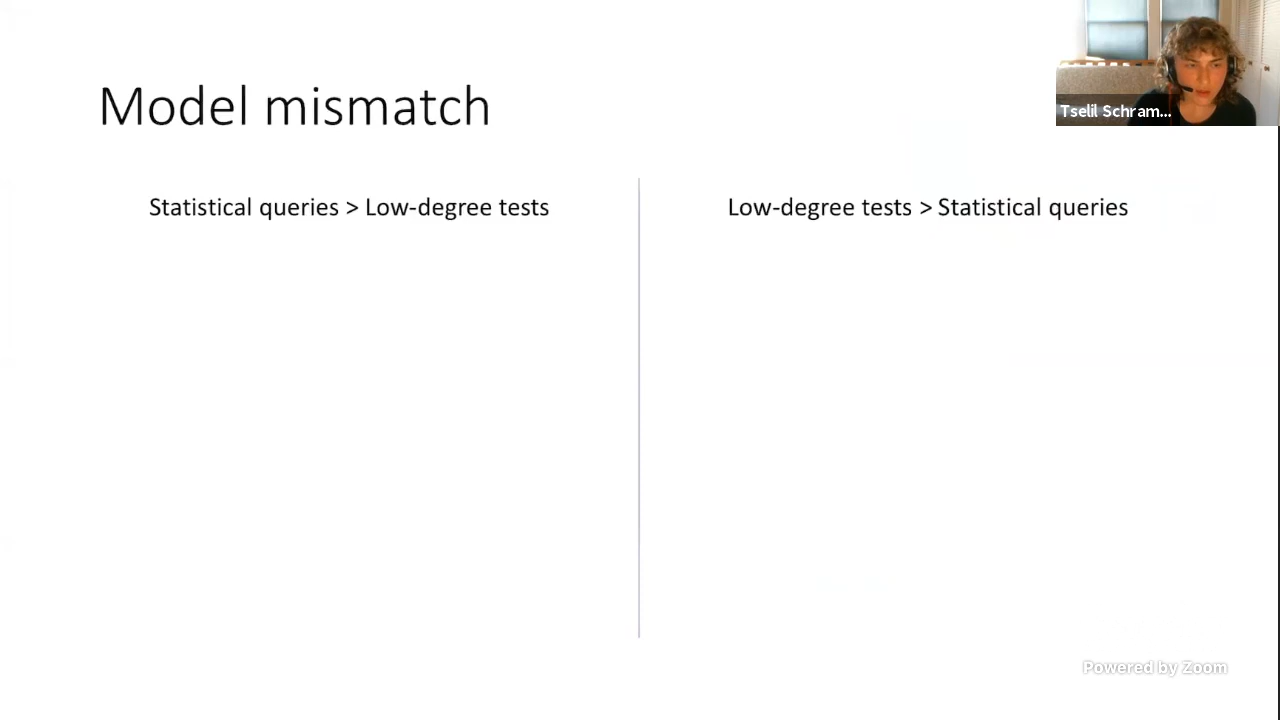 Model mismatch
Tselil Schram...
Statistical queries > Low-degree tests
Low-degree tests > Statistical queries
Powered by Zoom